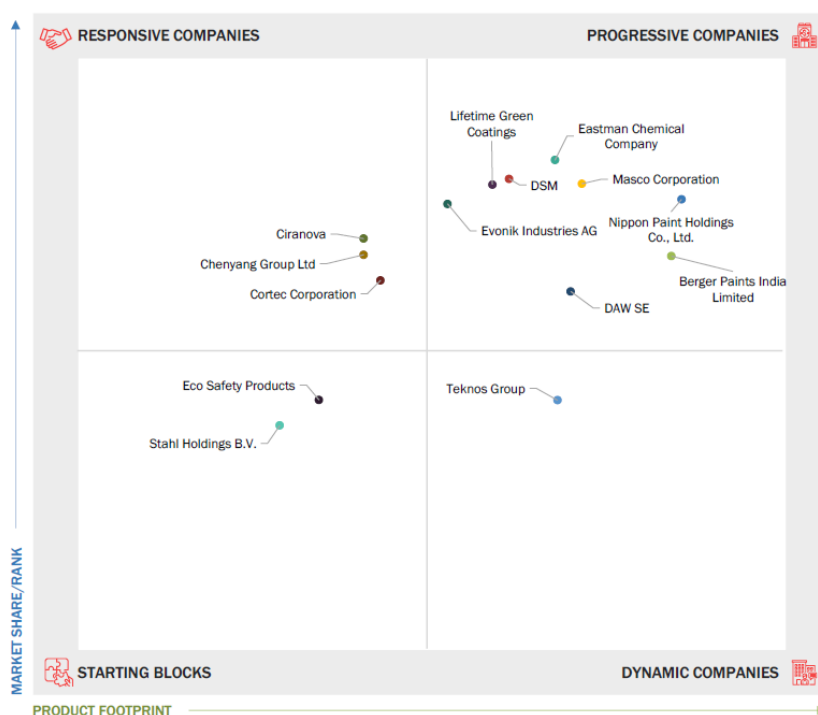 RESPONSIVE COMPANIES
PROGRESSIVE COMPANIES
Lifetime Green
Coatings
Eastman Chemical
Company
DSM
Masco Corporation
Evonik Industries AG
Nippon Paint Holdings
Co., Ltd.
Ciranova
Chenyang Group Ltd
Cortec Corporation
Berger Paints India
Limited
DAW SE
Eco Safety Products
Teknos Group
Stahl Holdings B.V.
MARKET SHARE/RANK
STARTING BLOCKS
DYNAMIC COMPANIES
PRODUCT FOOTPRINT